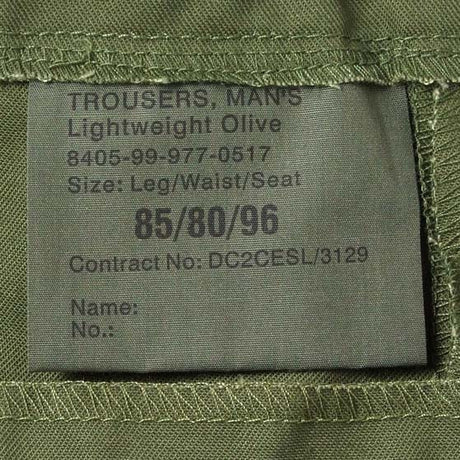 TROUSERS, MAN'S
Lightweight Olive
8405-99-977-0517
Size: Leg/Waist/Seat
85/80/96
Contract No: DC2CESL/3129
Name:
No.: